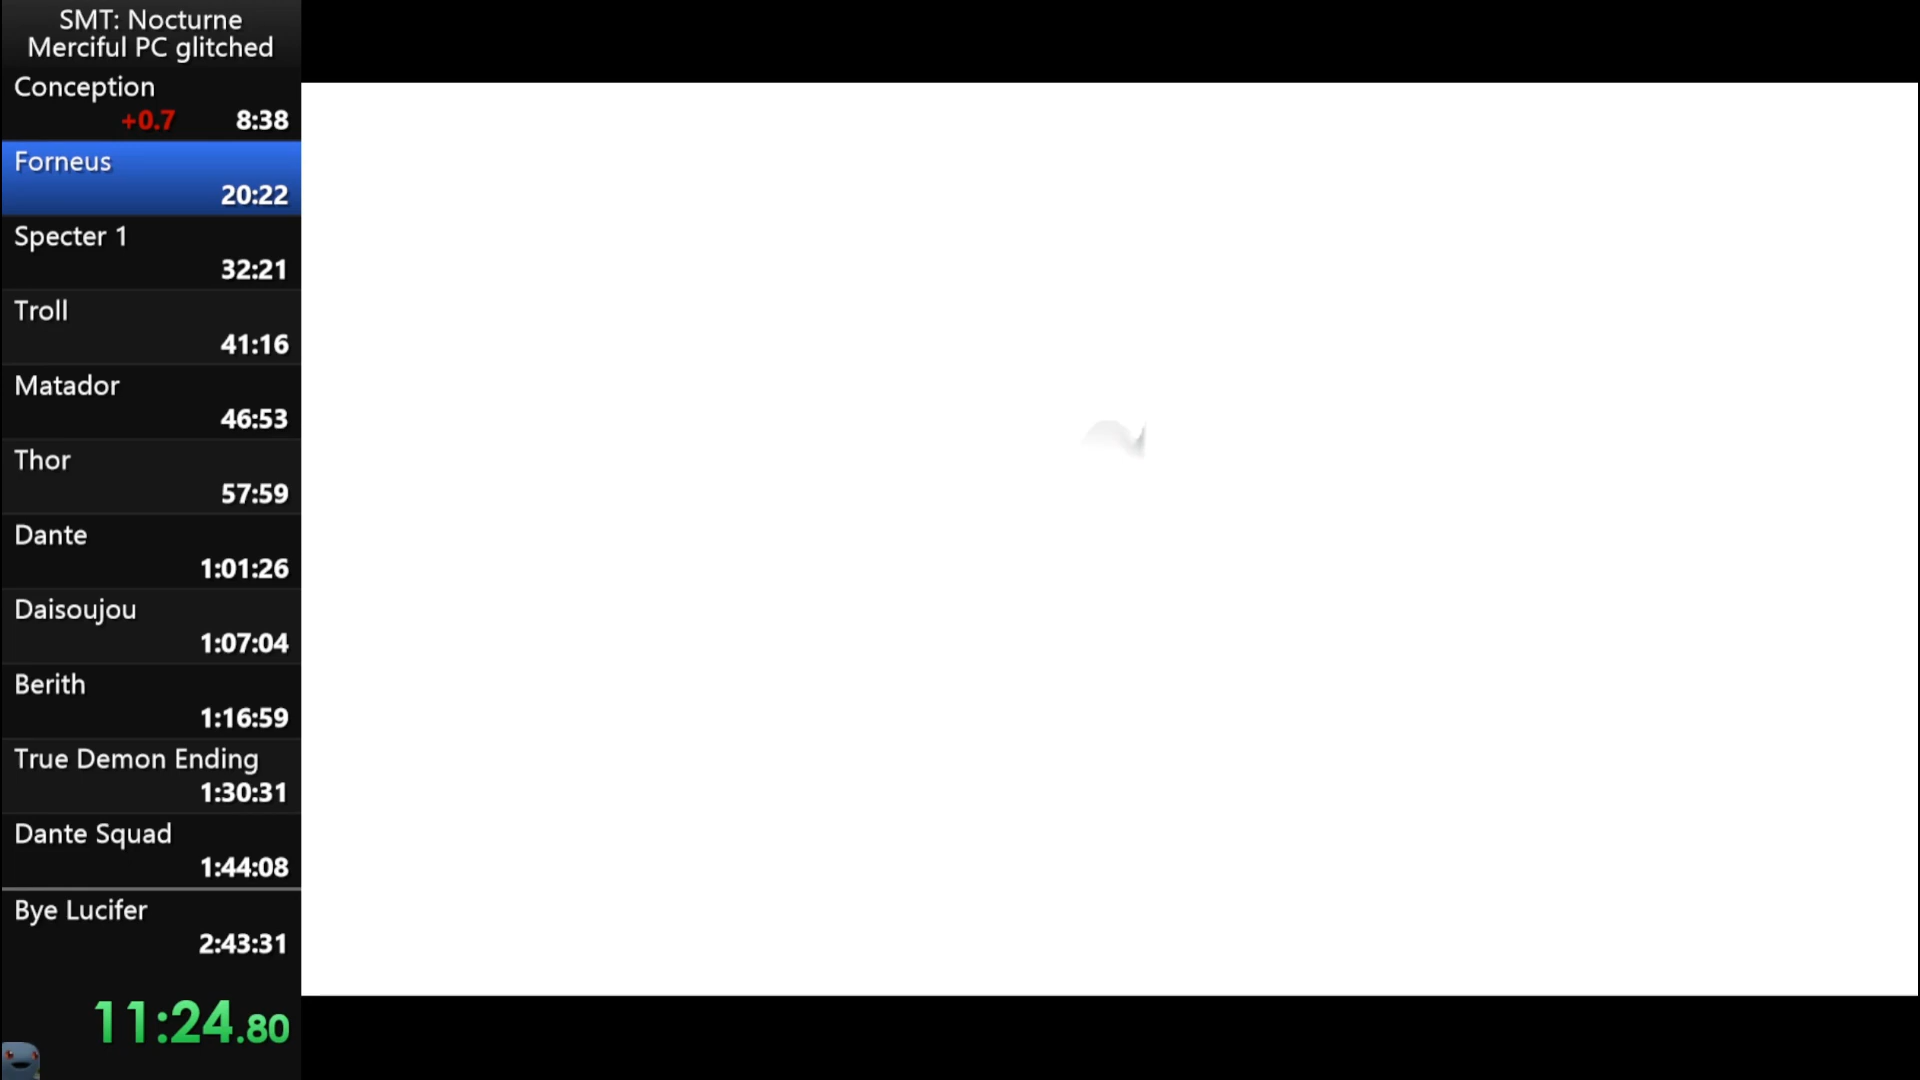 SMT: Nocturne
Merciful PC glitched
Conception
+0.7 8:38
Forneus
20:22
Specter 1
32:21
Troll
41:16
Matador
46:53
Thor
57:59
Dante
1:01:26
Daisoujou
1:07:04
Berith
1:16:59
True Demon Ending
1:30:31
Dante Squad
1:44:08
Bye Lucifer
2:43:31
11:24.80